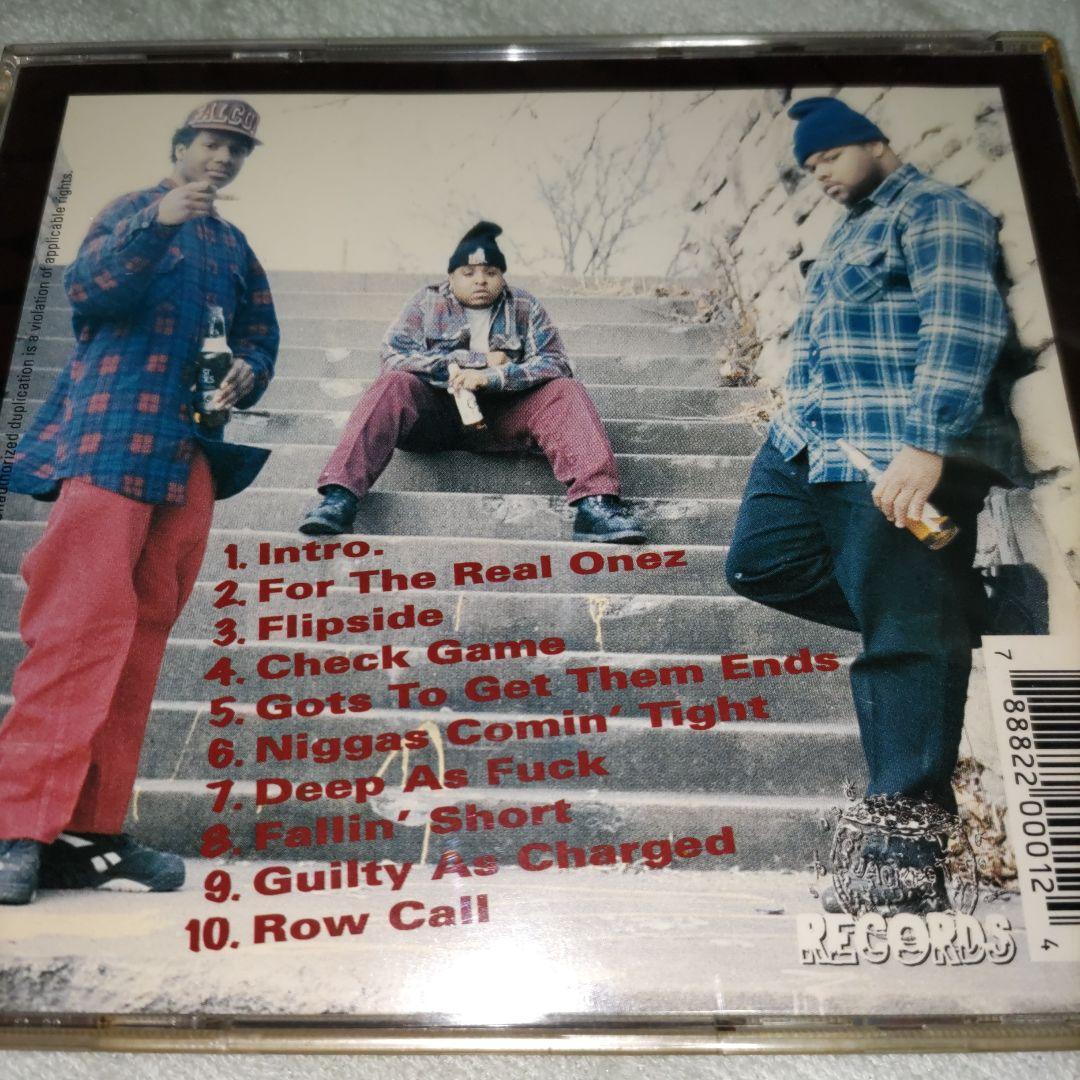 ALCO
unauthorized duplication is a violation of applicable rights.
1. Intro.
2. For The Real Onez
3. Flipside
4. Check Game
5. Gots To Get Them Ends
6. Niggas Comin' Tight
7. Deep As Fuck
8. Fallin' Short
9. Guilty As Charged
10. Row Call
RECORDS
7 88822 00012 4